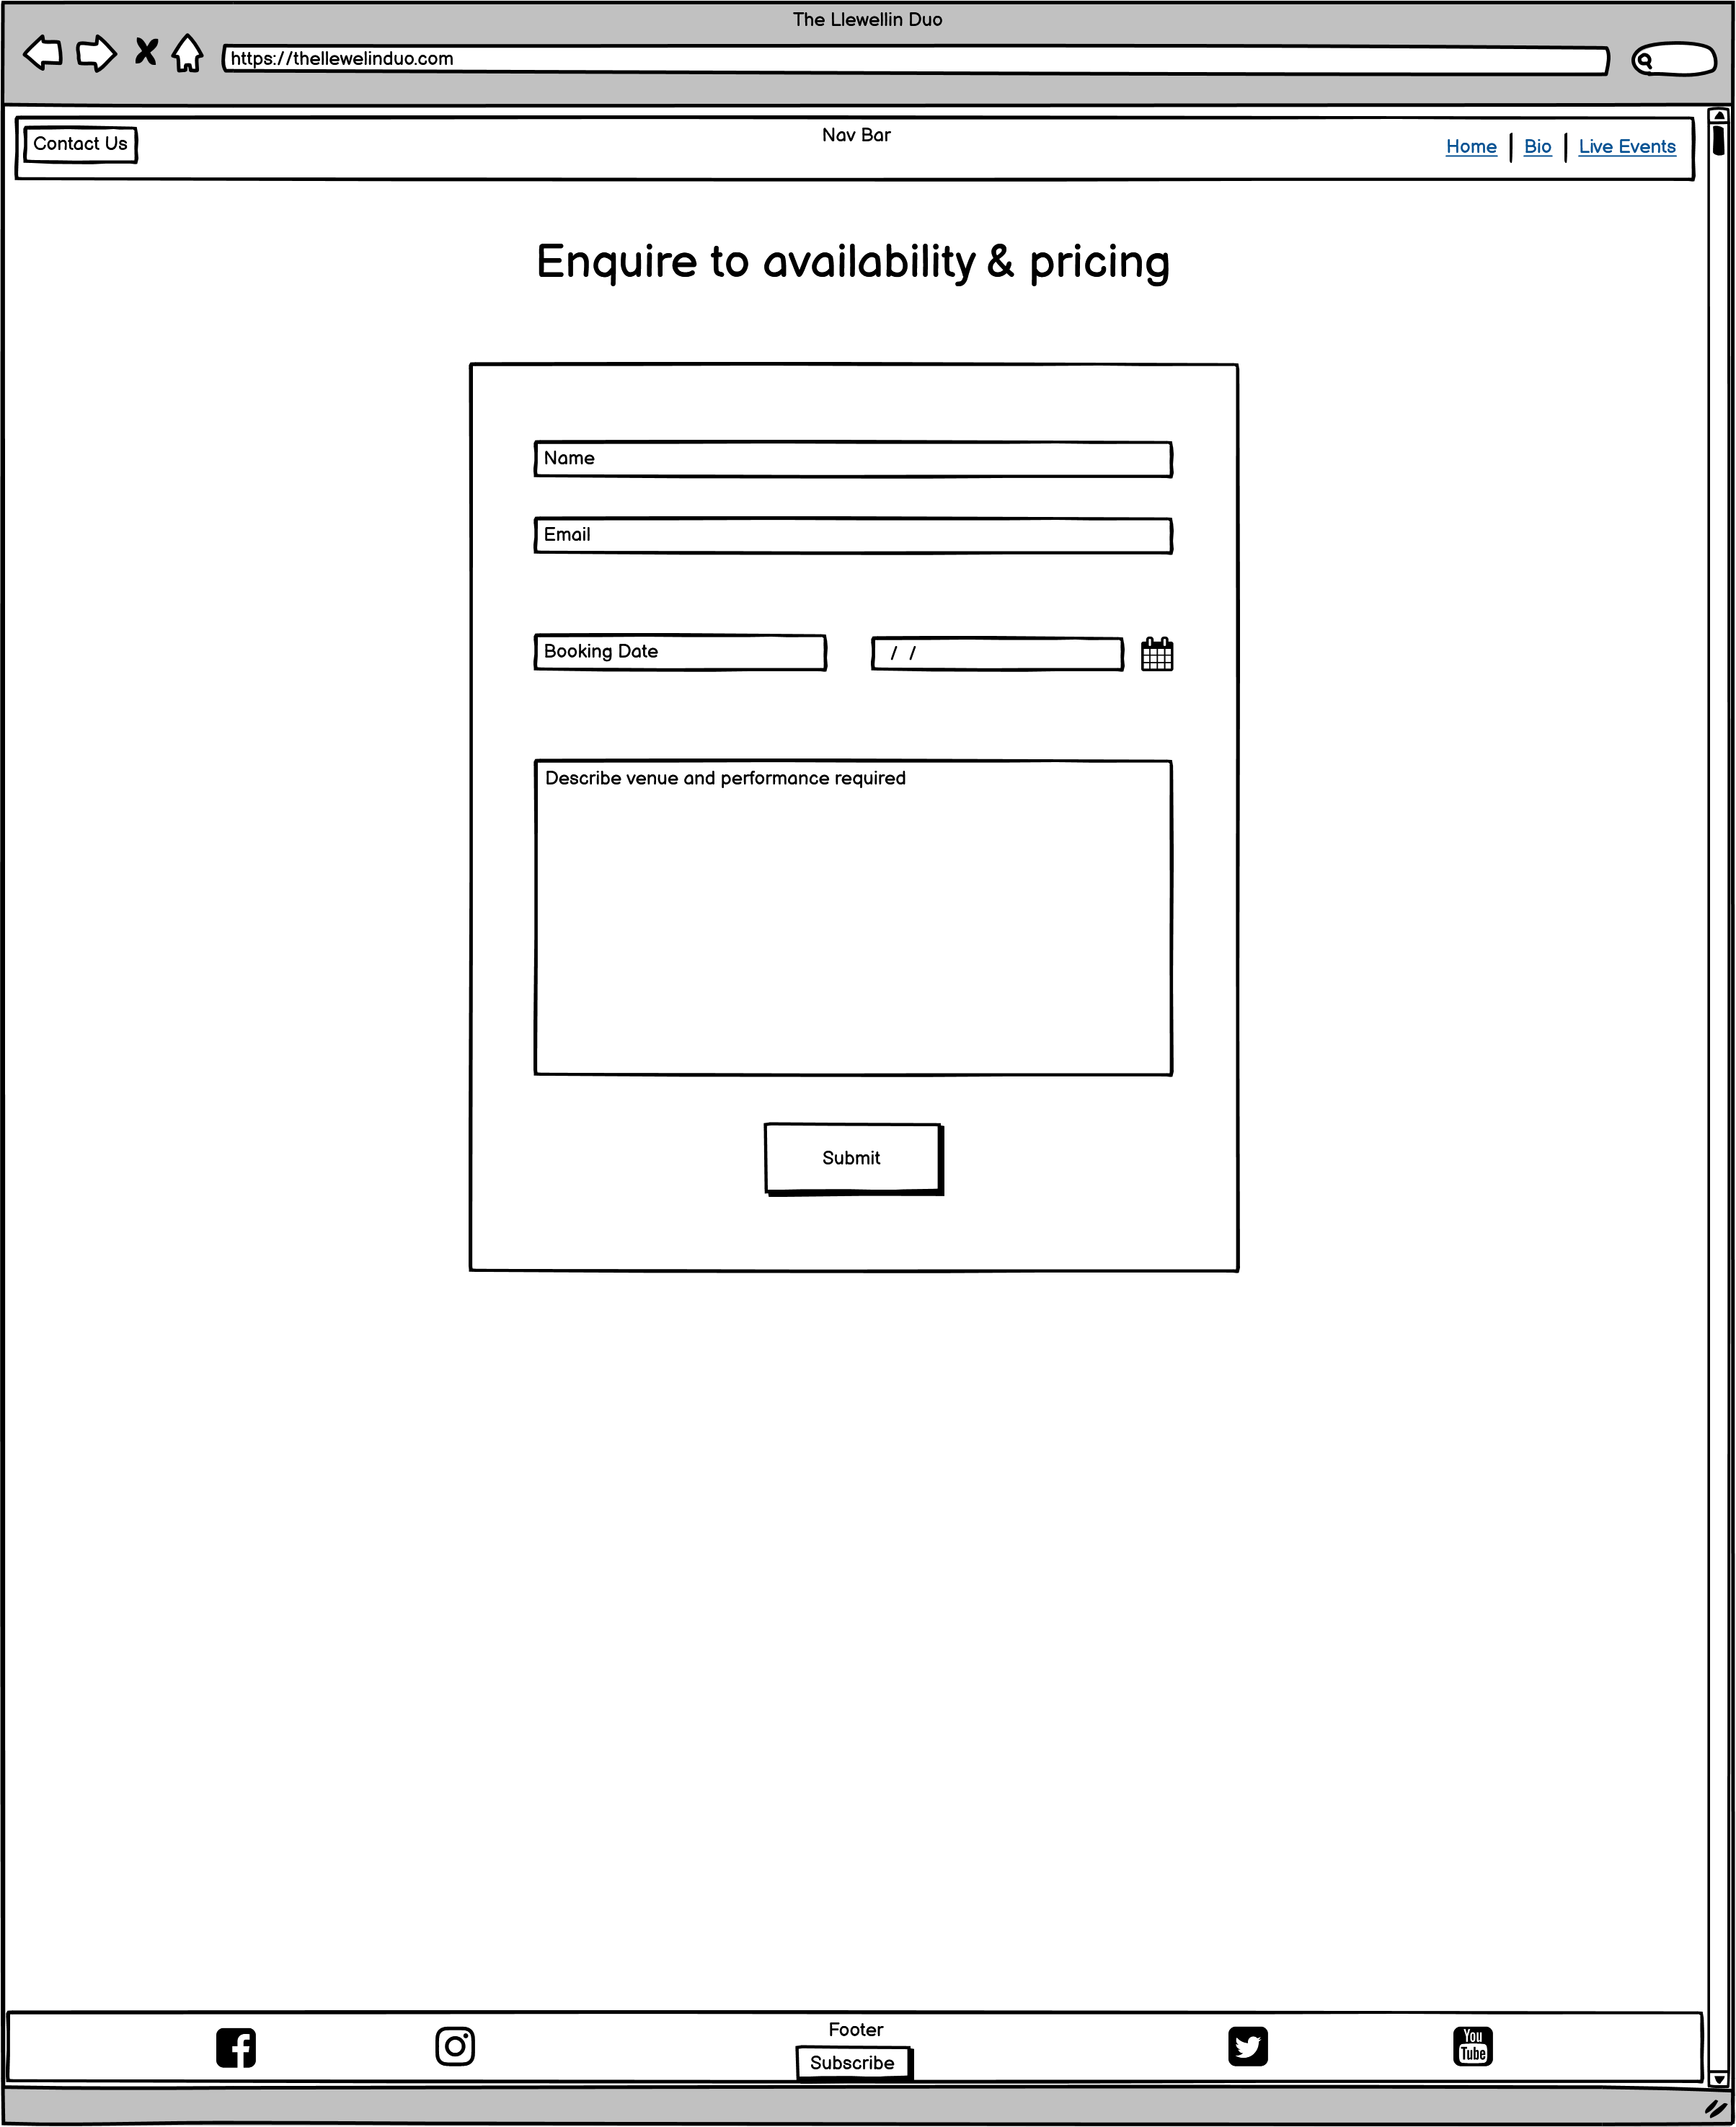 The Llewellin Duo
https://thellewelinduo.com
Contact Us
Nav Bar
Home | Bio | Live Events
Enquire to availability & pricing
Name
Email
Booking Date
/ /
Describe venue and performance required
Submit
Footer
You
Tube
Subscribe